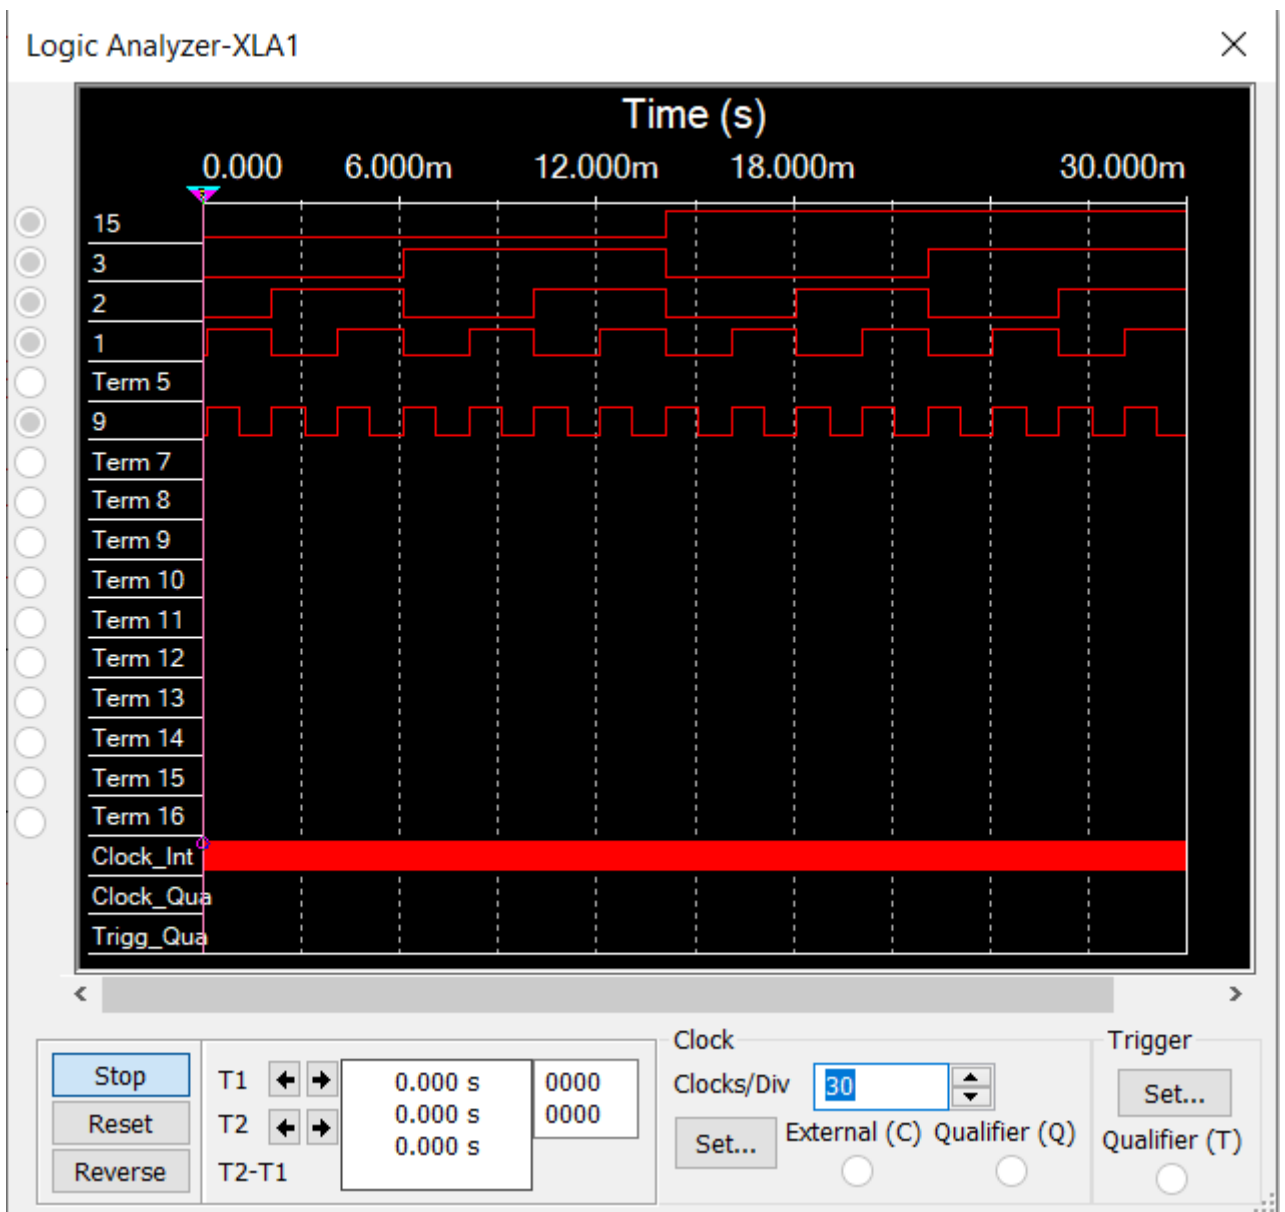 Logic Analyzer-XLA1
Time (s)
0.000 6.000m 12.000m 18.000m 30.000m
15
3
2
1
Term 5
9
Term 7
Term 8
Term 9
Term 10
Term 11
Term 12
Term 13
Term 14
Term 15
Term 16
Clock_Int
Clock_Qua
Trigg_Qua
Stop
Reset
Reverse
T1 0.000 s 0000
T2 0.000 s 0000
T2-T1 0.000 s
Clock
Clocks/Div 30
Set...
External (C) Qualifier (Q)
Trigger
Set...
Qualifier (T)